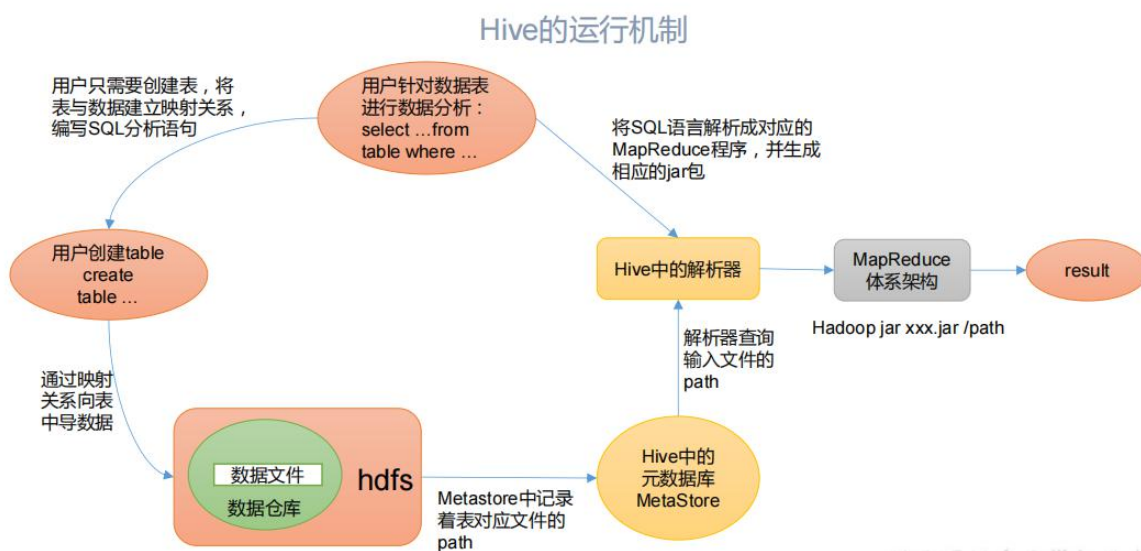 Hive的运行机制
用户只需要创建表，将
表与数据建立映射关系，
编写SQL分析语句
用户针对数据表
进行数据分析：
select ...from
table where ...
将SQL语言解析成对应的
MapReduce程序，并生成
相应的jar包
用户创建table
create
table ...
Hive中的解析器
MapReduce
体系架构
result
Hadoop jar xxx.jar /path
解析器查询
输入文件的
path
通过映射
关系向表
中导数据
数据文件
数据仓库
hdfs
Metastore中记录
着表对应文件的
path
Hive中的
元数据库
MetaStore